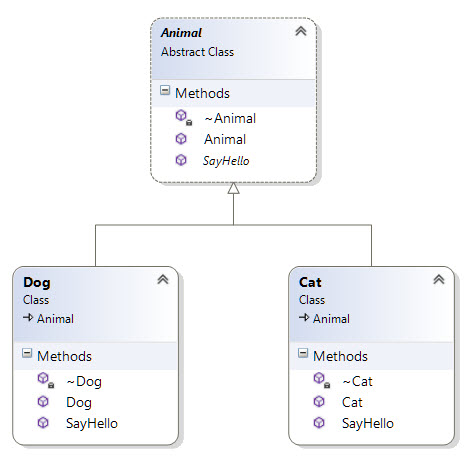 Animal
Abstract Class
Methods
~Animal
Animal
SayHello
Dog
Class
Animal
Methods
~Dog
Dog
SayHello
Cat
Class
Animal
Methods
~Cat
Cat
SayHello